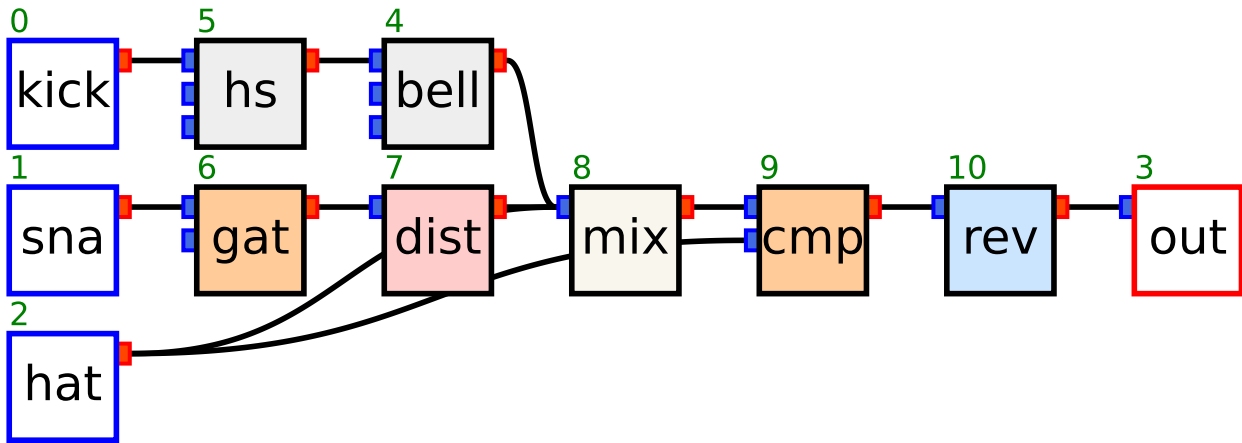 0 5 4
kick hs bell
1 6 7 8 9 10 3
sna gat dist mix cmp rev out
2
hat